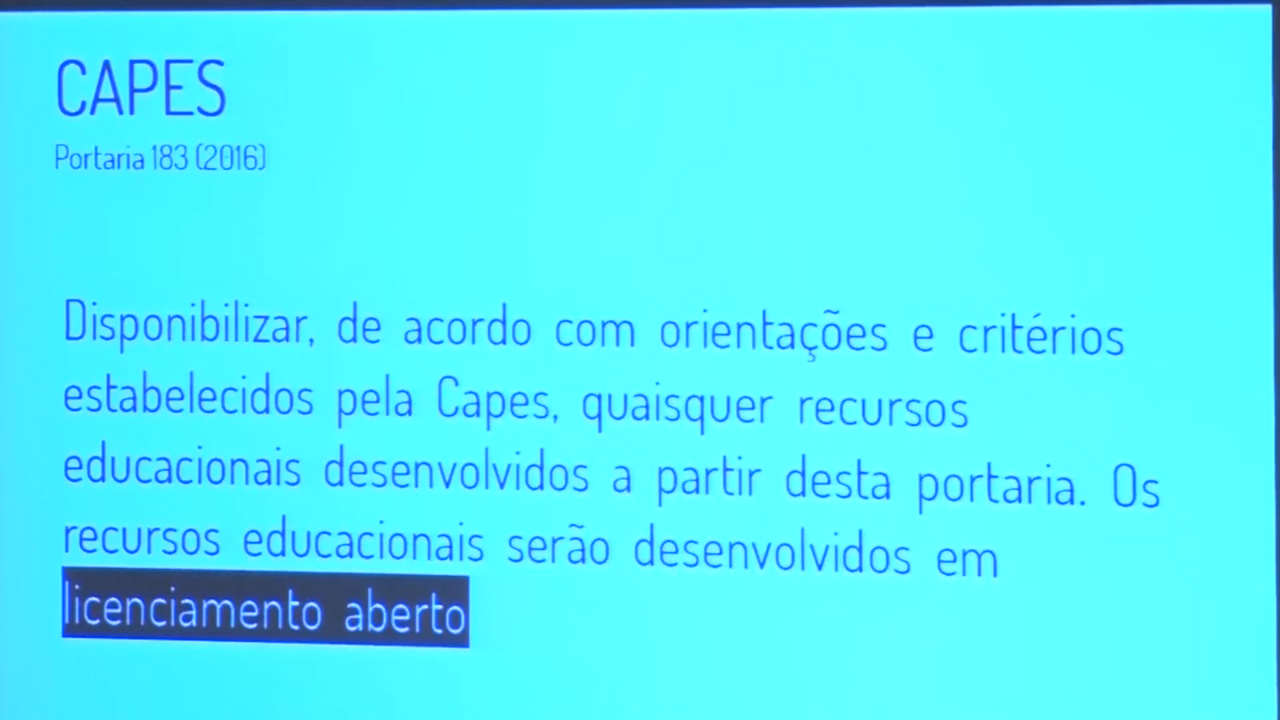 CAPES
Portaria 183 (2016)
Disponibilizar, de acordo com orientações e critérios
estabelecidos pela Capes, quaisquer recursos
educacionais desenvolvidos a partir desta portaria. Os
recursos educacionais serão desenvolvidos em
licenciamento aberto